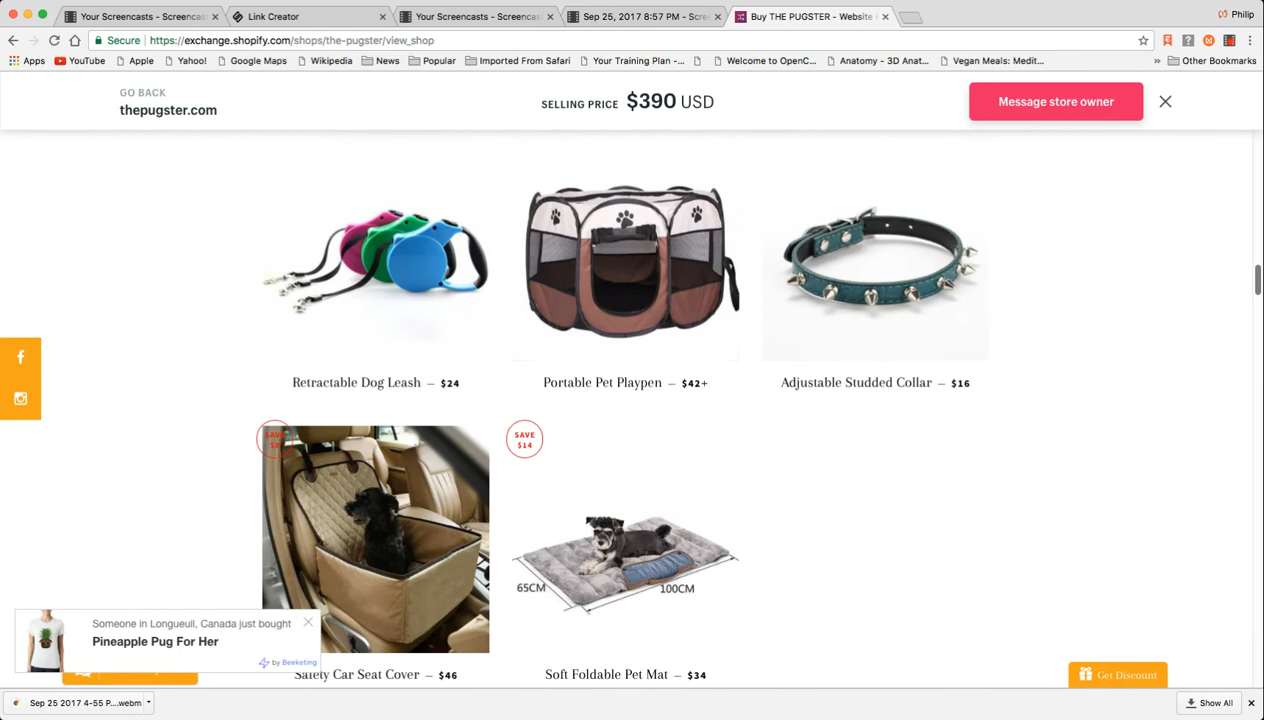 Your Screencasts - Screencas
Link Creator
Your Screencasts - Screencas
Sep 25, 2017 8:57 PM - Scree
Buy THE PUGSTER - Website
Philip
Secure
https://exchange.shopify.com/shops/the-pugster/view_shop
Apps
YouTube
Apple
Yahoo!
Google Maps
Wikipedia
News
Popular
Imported From Safari
Your Training Plan -...
Welcome to OpenC...
Anatomy - 3D Anat...
Vegan Meals: Medit...
»
Other Bookmarks
GO BACK
thepugster.com
SELLING PRICE $390 USD
Message store owner
Retractable Dog Leash – $24
Portable Pet Playpen – $42+
Adjustable Studded Collar – $16
SAVE
SAVE
$14
65CM
100CM
Someone in Longueuil, Canada just bought
Pineapple Pug For Her
by Beeketing
Safety Car Seat Cover – $46
Soft Foldable Pet Mat – $34
Get Discount
Sep 25 2017 4-55 P....webm
Show All